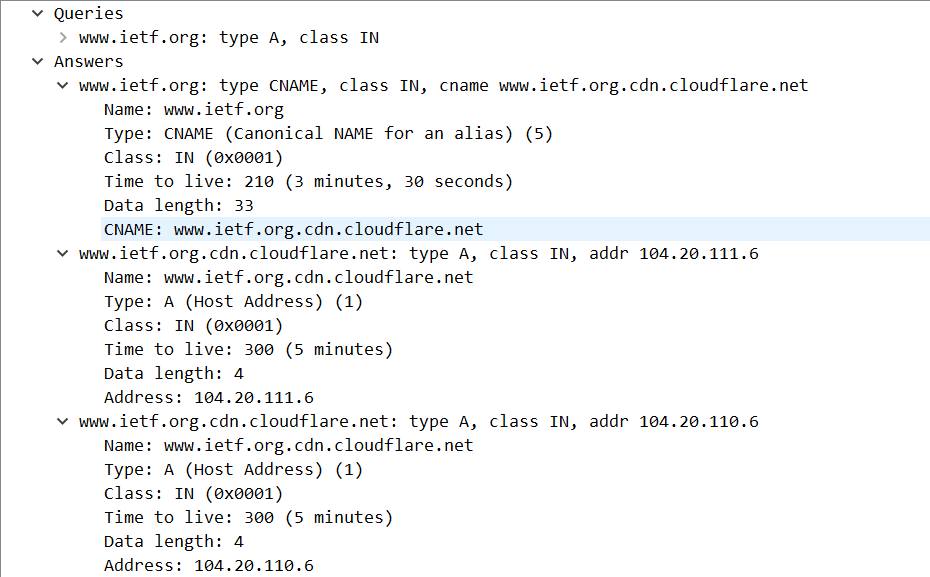 Queries
www.ietf.org: type A, class IN
Answers
www.ietf.org: type CNAME, class IN, cname www.ietf.org.cdn.cloudflare.net
Name: www.ietf.org
Type: CNAME (Canonical NAME for an alias) (5)
Class: IN (0x0001)
Time to live: 210 (3 minutes, 30 seconds)
Data length: 33
CNAME: www.ietf.org.cdn.cloudflare.net
www.ietf.org.cdn.cloudflare.net: type A, class IN, addr 104.20.111.6
Name: www.ietf.org.cdn.cloudflare.net
Type: A (Host Address) (1)
Class: IN (0x0001)
Time to live: 300 (5 minutes)
Data length: 4
Address: 104.20.111.6
www.ietf.org.cdn.cloudflare.net: type A, class IN, addr 104.20.110.6
Name: www.ietf.org.cdn.cloudflare.net
Type: A (Host Address) (1)
Class: IN (0x0001)
Time to live: 300 (5 minutes)
Data length: 4
Address: 104.20.110.6